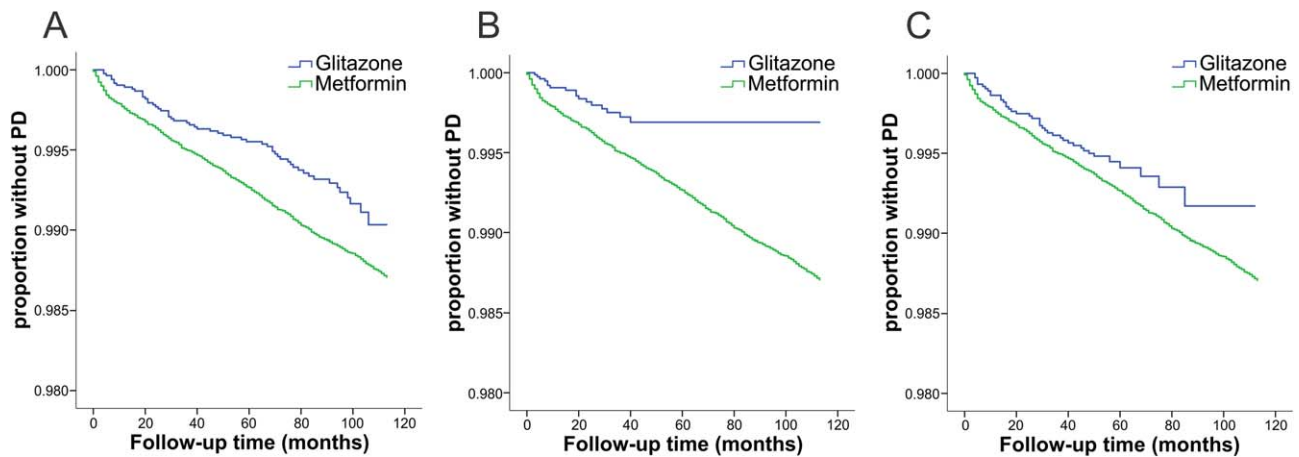 A
Glitazone
Metformin
proportion without PD
1.000
0.995
0.990
0.985
0.980
0 20 40 60 80 100 120
Follow-up time (months)
B
Glitazone
Metformin
proportion without PD
1.000
0.995
0.990
0.985
0.980
0 20 40 60 80 100 120
Follow-up time (months)
C
Glitazone
Metformin
proportion without PD
1.000
0.995
0.990
0.985
0.980
0 20 40 60 80 100 120
Follow-up time (months)